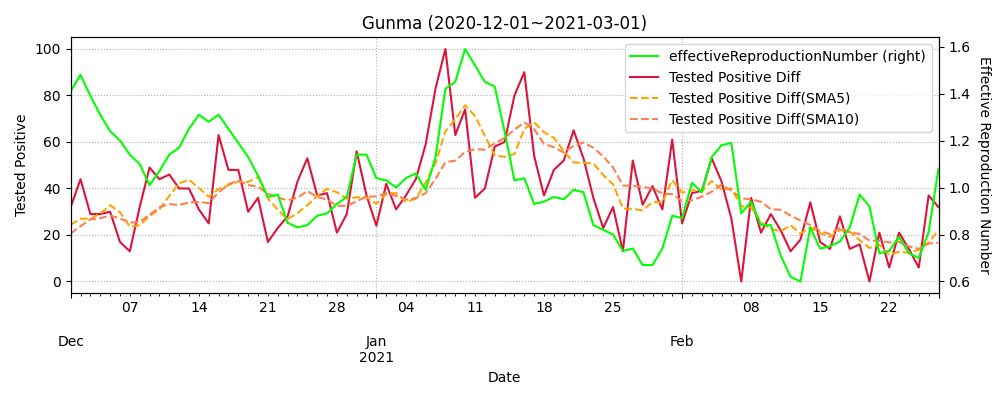 Gunma (2020-12-01~2021-03-01)
effectiveReproductionNumber (right)
Tested Positive Diff
Tested Positive Diff(SMA5)
Tested Positive Diff(SMA10)
Tested Positive
100
80
60
40
20
0
1.6
1.4
1.2
1.0
0.8
0.6
Effective Reproduction Number
07 14 21 28 04 11 18 25 08 15 22
Dec Jan Feb
2021
Date